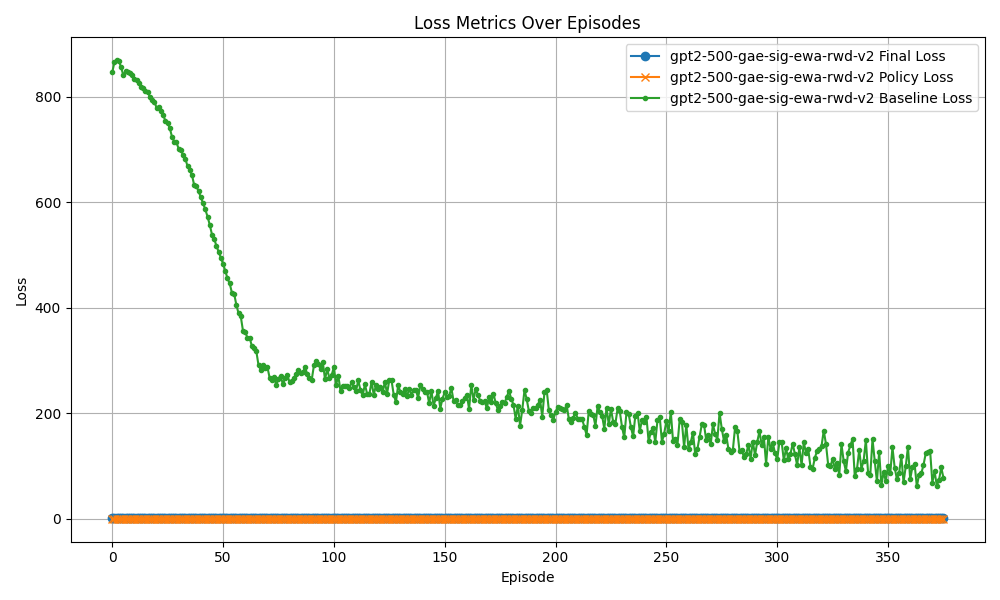 Loss Metrics Over Episodes
gpt2-500-gae-sig-ewa-rwd-v2 Final Loss
gpt2-500-gae-sig-ewa-rwd-v2 Policy Loss
gpt2-500-gae-sig-ewa-rwd-v2 Baseline Loss
Loss
800
600
400
200
0
0 50 100 150 200 250 300 350
Episode